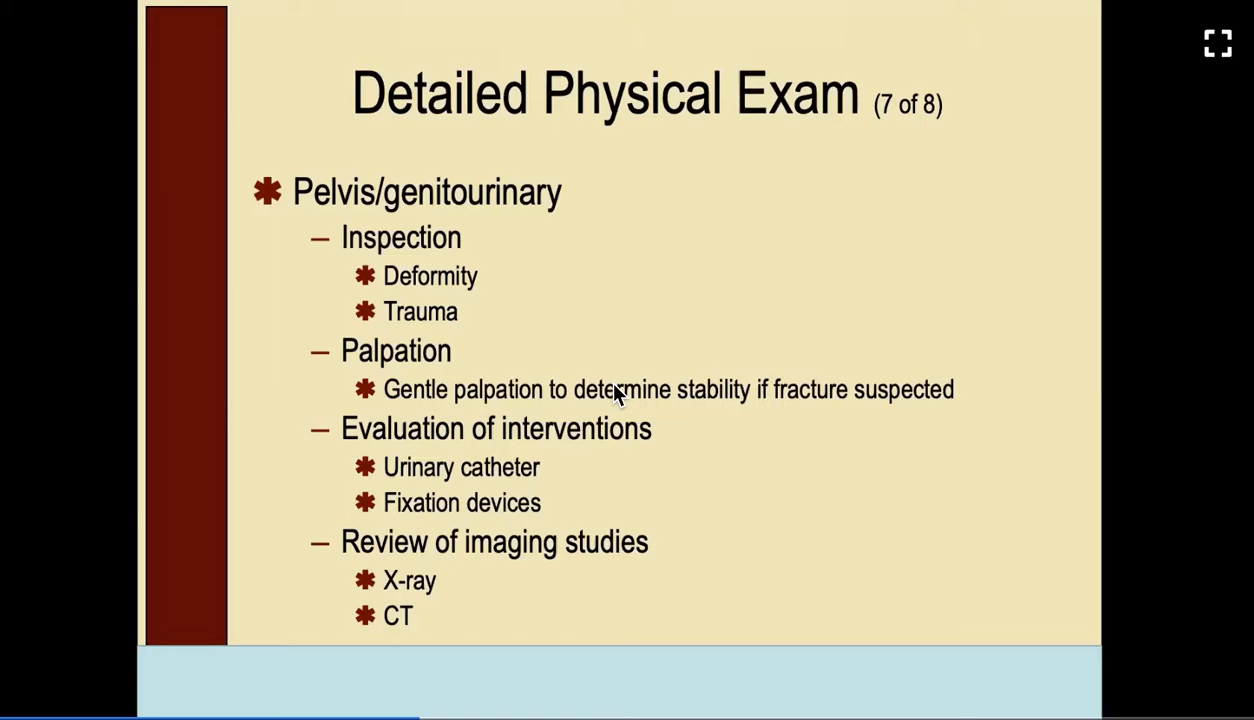 Detailed Physical Exam (7 of 8)
✱ Pelvis/genitourinary
– Inspection
✱ Deformity
✱ Trauma
– Palpation
✱ Gentle palpation to determine stability if fracture suspected
– Evaluation of interventions
✱ Urinary catheter
✱ Fixation devices
– Review of imaging studies
✱ X-ray
✱ CT